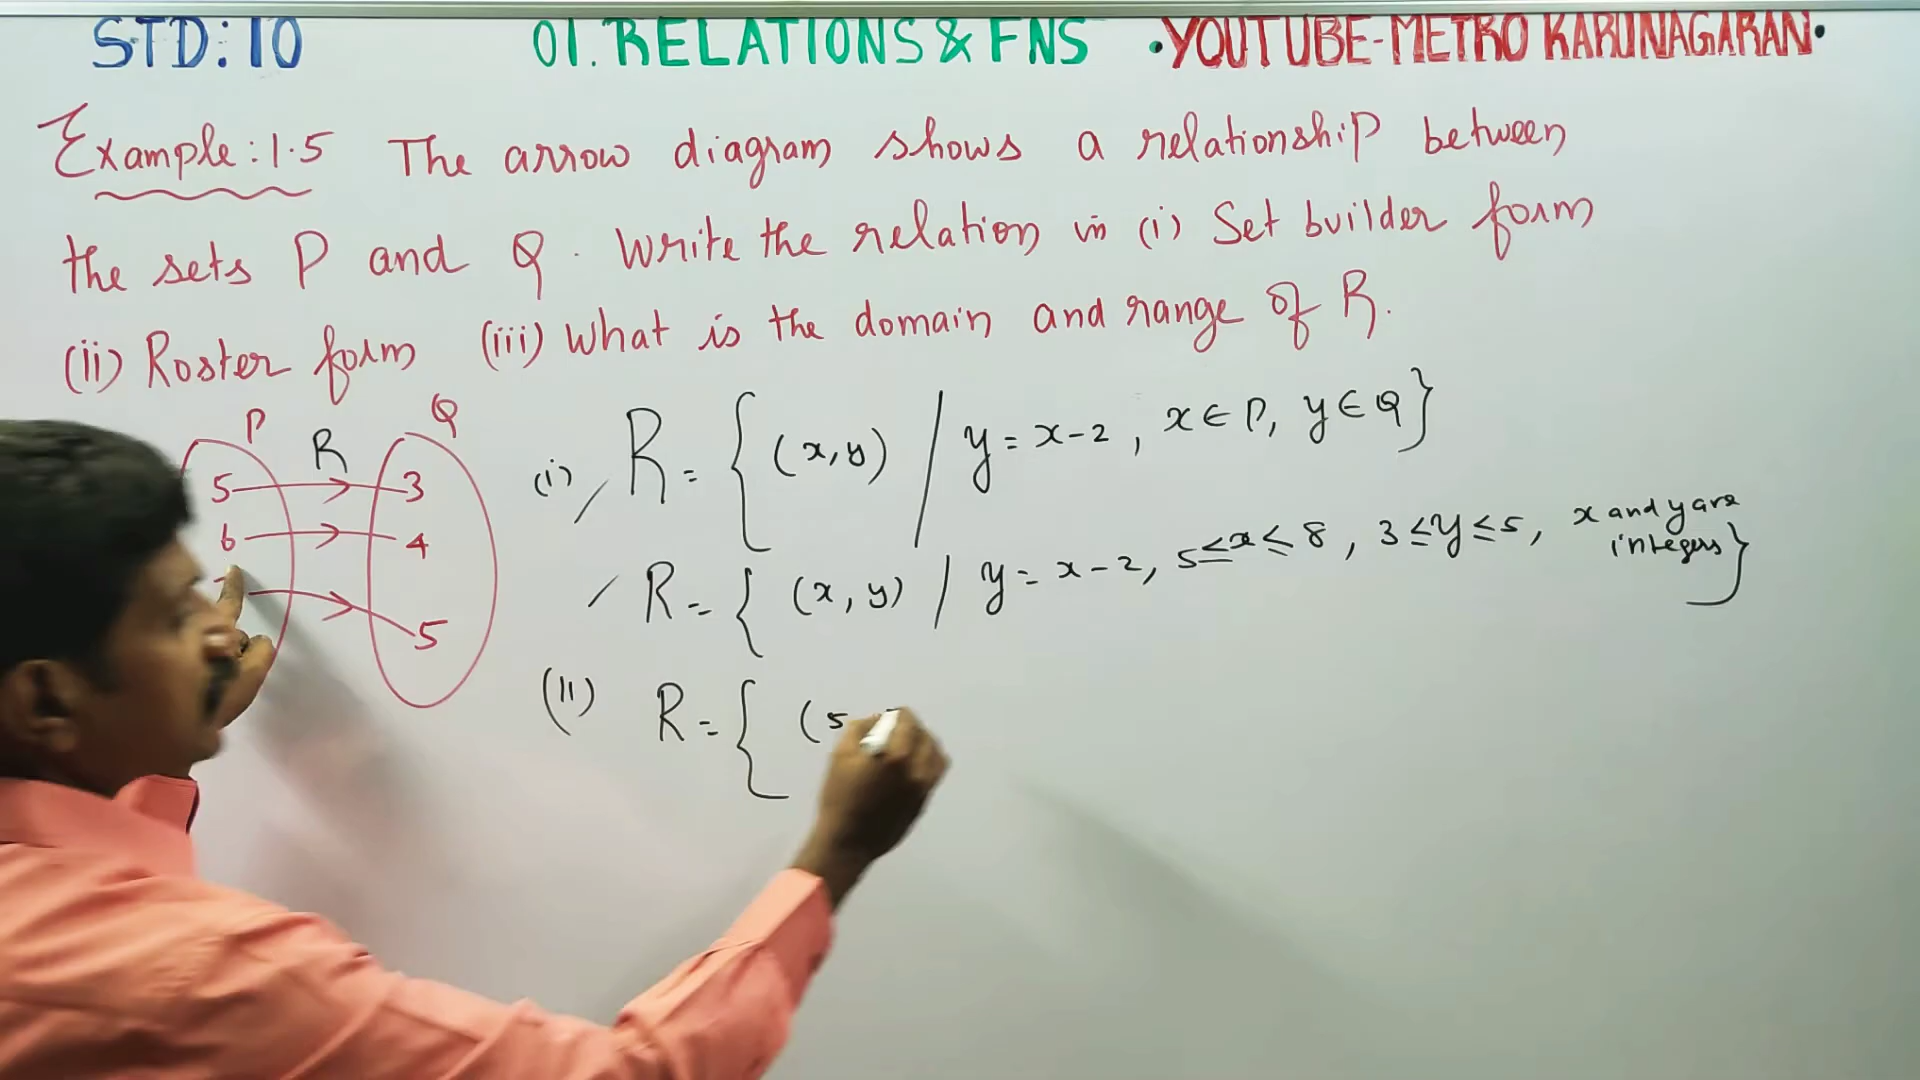 STD: 10 01. RELATIONS & FNS •YOUTUBE-METRO KARUNAGARAN•
Example: 1.5 The arrow diagram shows a relationship between
the sets P and Q. Write the relation in (i) Set builder form
(ii) Roster form (iii) What is the domain and range of R.
P R Q
5 3
6 4
5
(i) R = { (x, y) / y = x - 2, x ∈ P, y ∈ Q }
R = { (x, y) / y = x - 2, 5 ≤ x ≤ 8, 3 ≤ y ≤ 5, x and y are integers }
(ii) R = { (5